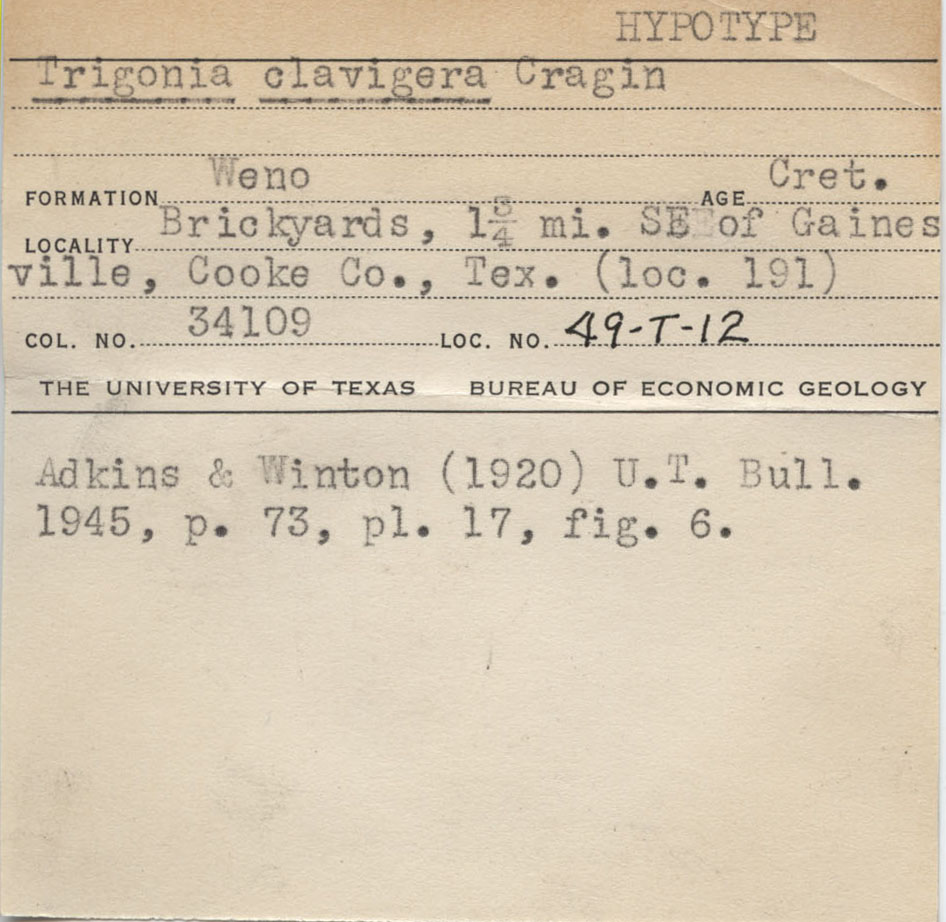 HYPOTYPE
Trigonia clavigera Cragin
FORMATION Weno AGE Cret.
LOCALITY Brickyards, 1¾ mi. SE of Gaines
ville, Cooke Co., Tex. (loc. 191)
COL. NO. 34109 LOC. NO. 49-T-12
THE UNIVERSITY OF TEXAS BUREAU OF ECONOMIC GEOLOGY
Adkins & Winton (1920) U.T. Bull.
1945, p. 73, pl. 17, fig. 6.